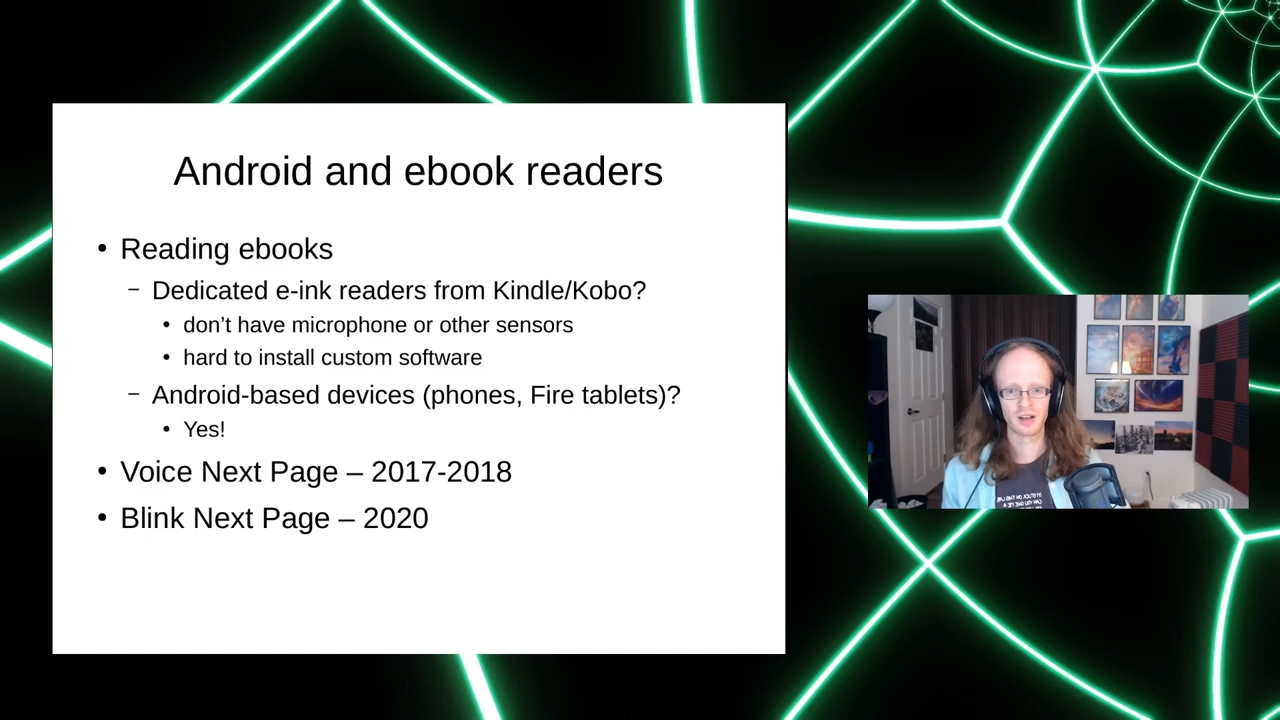 Android and ebook readers
• Reading ebooks
– Dedicated e-ink readers from Kindle/Kobo?
• don’t have microphone or other sensors
• hard to install custom software
– Android-based devices (phones, Fire tablets)?
• Yes!
• Voice Next Page – 2017-2018
• Blink Next Page – 2020